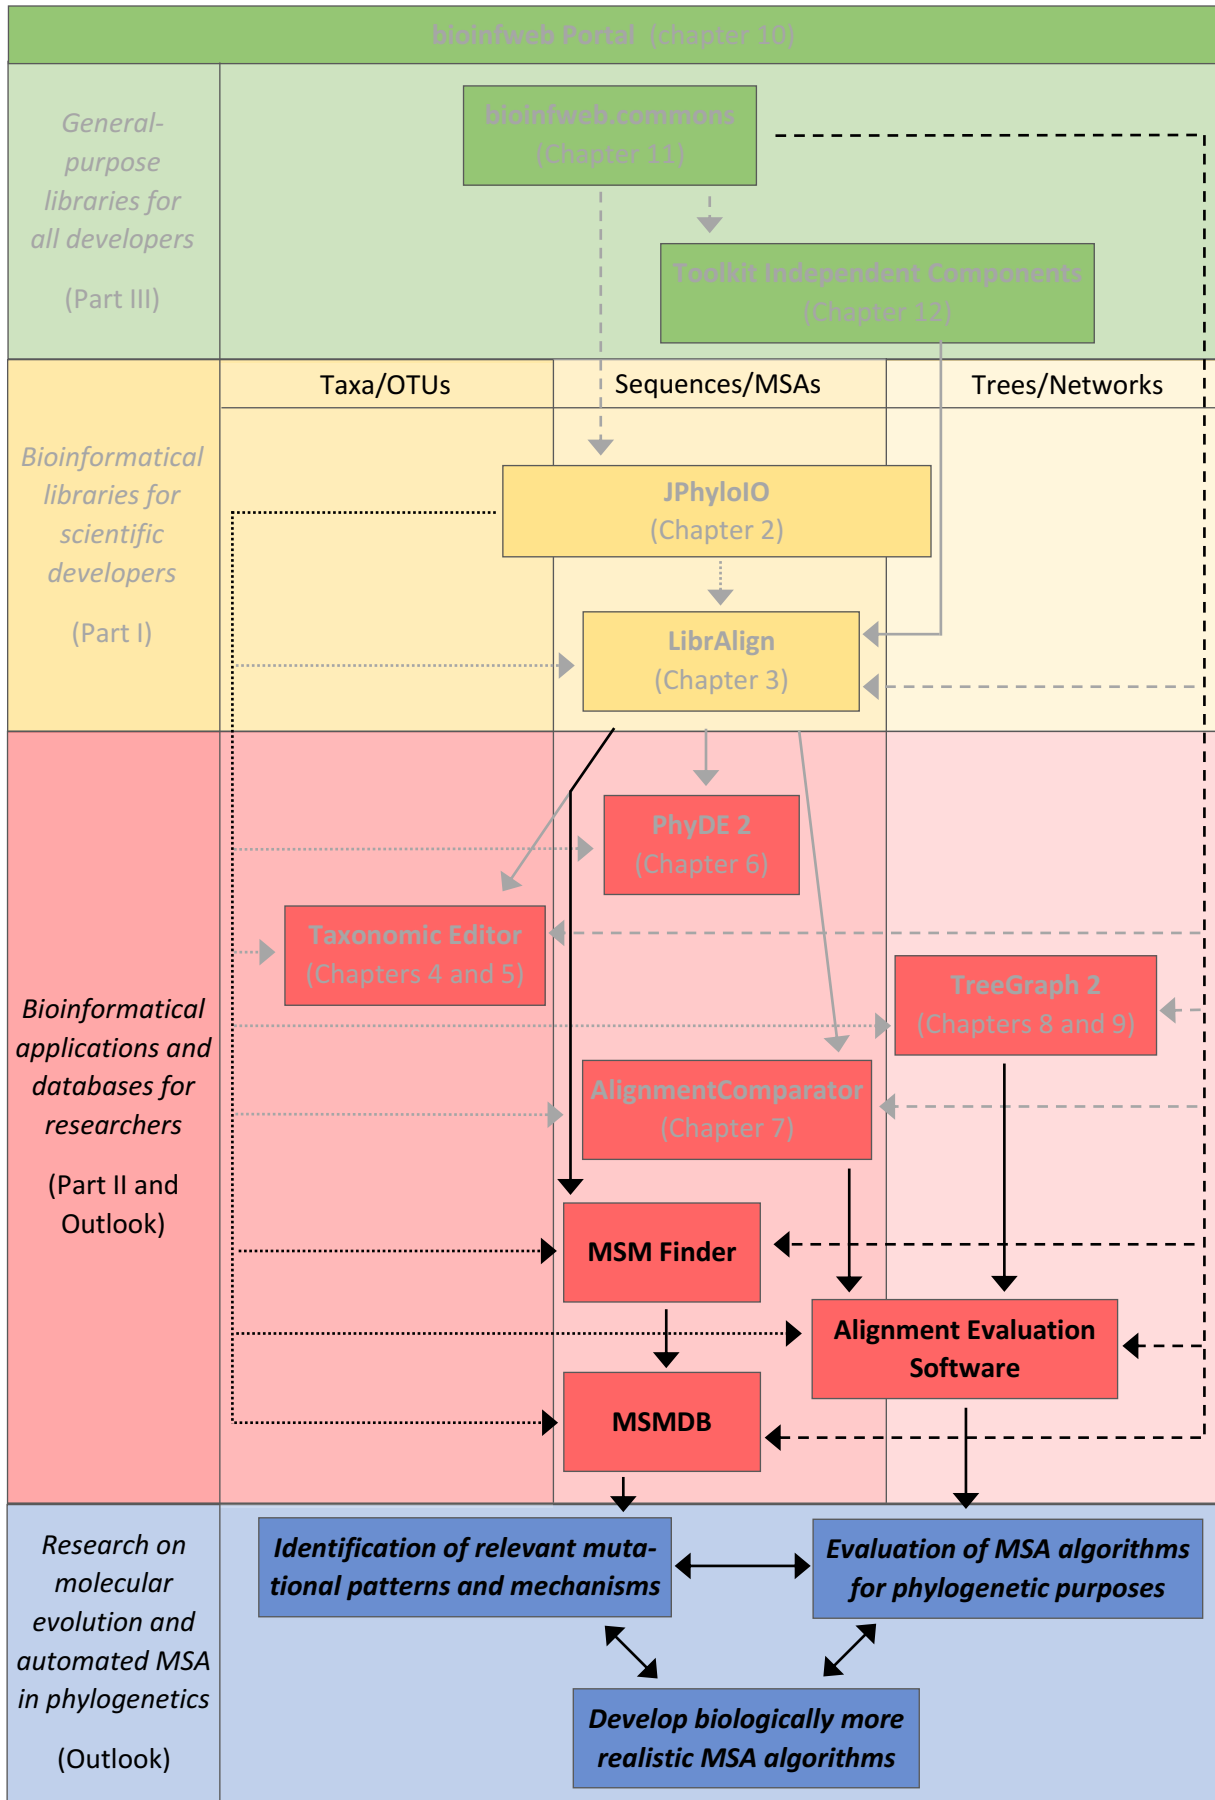 bioinfweb Portal (chapter 10)
General-
purpose
libraries for
all developers
(Part III)
bioinfweb.commons
(Chapter 11)
Toolkit Independent Components
(Chapter 12)
Taxa/OTUs
Sequences/MSAs
Trees/Networks
Bioinformatical
libraries for
scientific
developers
(Part I)
JPhyloIO
(Chapter 2)
LibrAlign
(Chapter 3)
Bioinformatical
applications and
databases for
researchers
(Part II and
Outlook)
PhyDE 2
(Chapter 6)
Taxonomic Editor
(Chapters 4 and 5)
TreeGraph 2
(Chapters 8 and 9)
AlignmentComparator
(Chapter 7)
MSM Finder
Alignment Evaluation
Software
MSMDB
Research on
molecular
evolution and
automated MSA
in phylogenetics
(Outlook)
Identification of relevant muta-
tional patterns and mechanisms
Evaluation of MSA algorithms
for phylogenetic purposes
Develop biologically more
realistic MSA algorithms